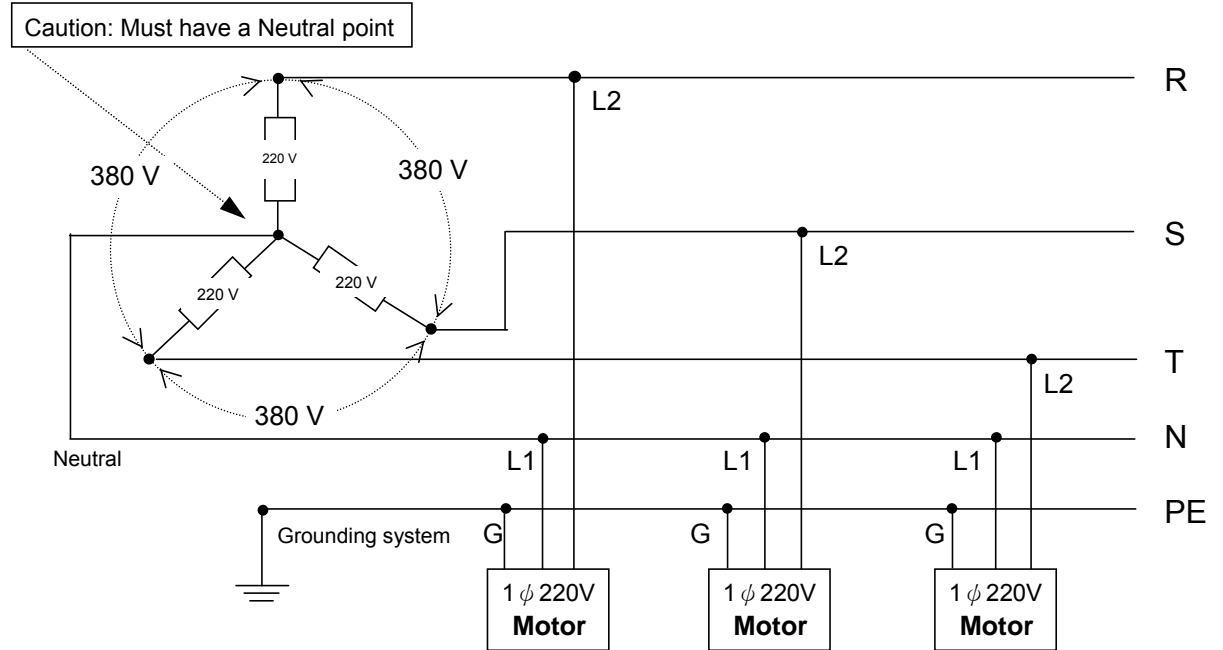 Caution: Must have a Neutral point
R
L2
220 V
380 V
380 V
S
L2
220 V
220 V
T
L2
380 V
N
Neutral
L1
L1
L1
PE
Grounding system
G
G
G
1 ϕ 220V
Motor
1 ϕ 220V
Motor
1 ϕ 220V
Motor